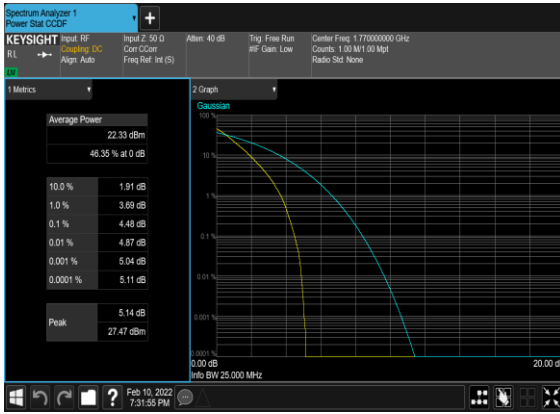 Spectrum Analyzer 1
Power Stat CCDF
KEYSIGHT
RL
LXI
Input: RF
Coupling: DC
Align: Auto
Input Z: 50 Ω
Corr CCorr
Freq Ref: Int (S)
Atten: 40 dB
Trig: Free Run
#IF Gain: Low
Center Freq: 1.770000000 GHz
Counts: 1.00 M/1.00 Mpt
Radio Std: None
1 Metrics
Average Power
22.33 dBm
46.35 % at 0 dB
10.0 % 1.91 dB
1.0 % 3.69 dB
0.1 % 4.48 dB
0.01 % 4.87 dB
0.001 % 5.04 dB
0.0001 % 5.11 dB
Peak
5.14 dB
27.47 dBm
2 Graph
Gaussian
100 %
10 %
1 %
0.1 %
0.01 %
0.001 %
0.0001 %
0.00 dB
20.00 d
Info BW 25.000 MHz
Feb 10, 2022
7:31:55 PM